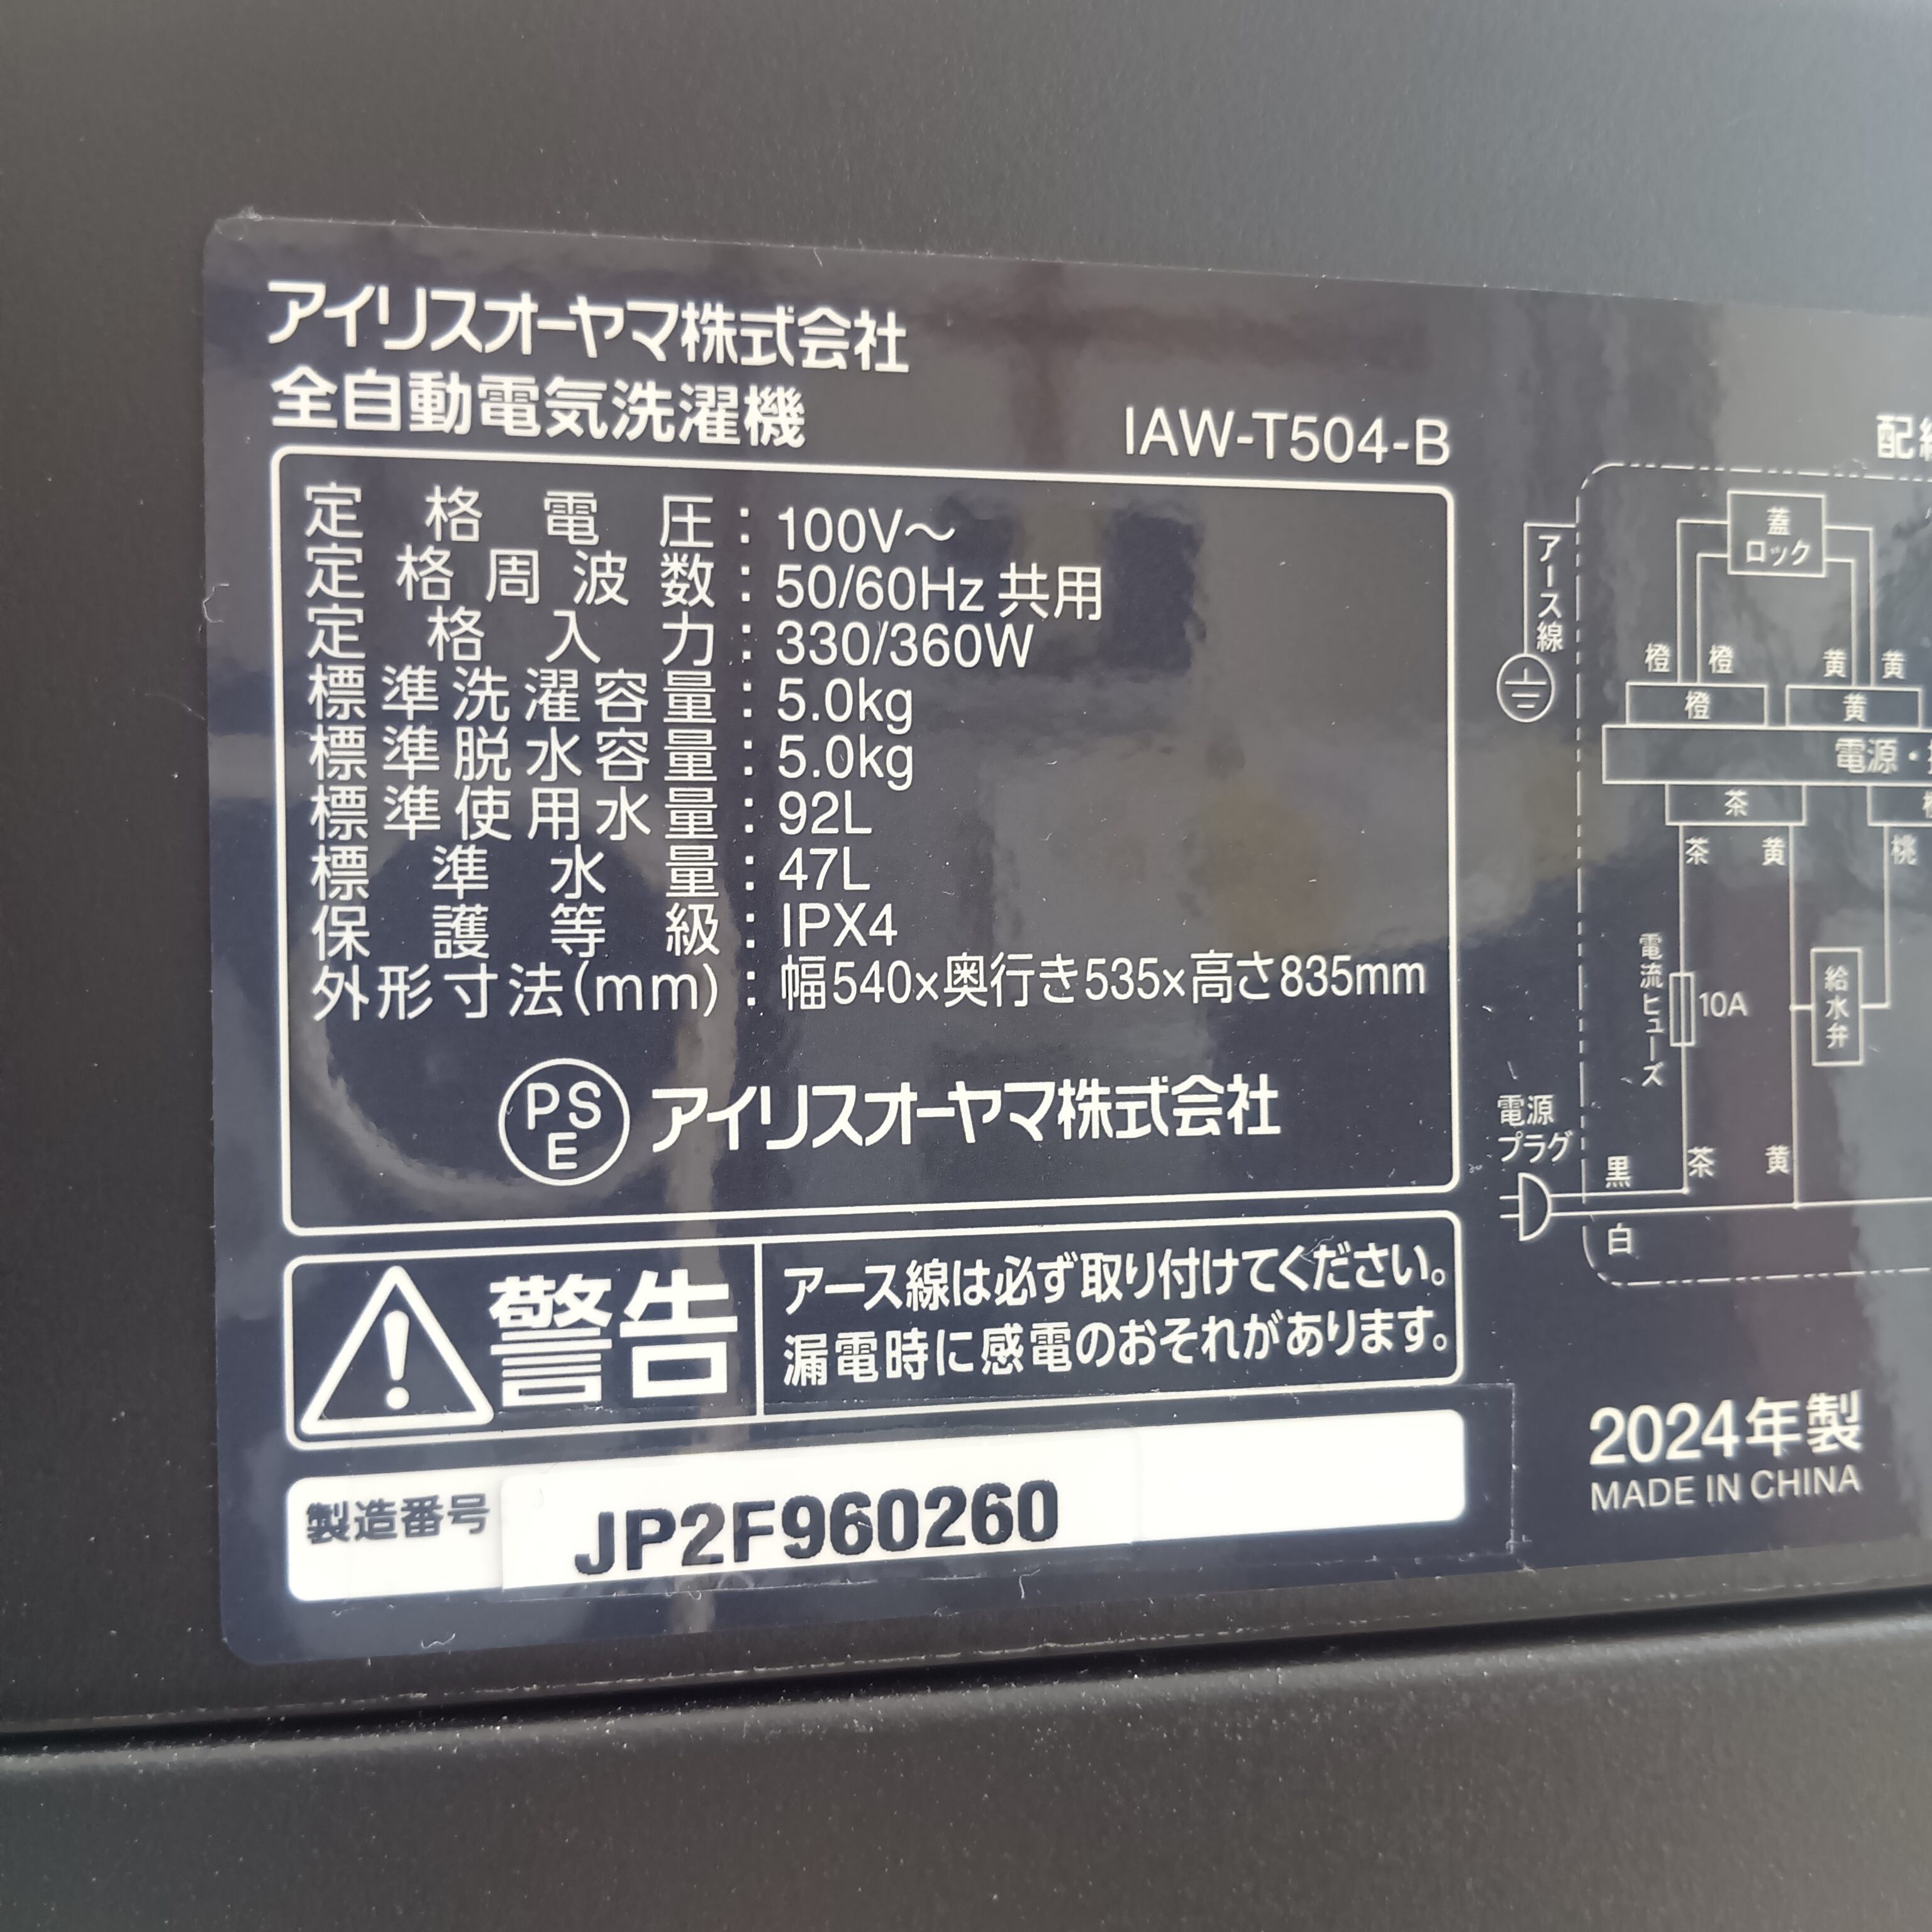 アイリスオーヤマ株式会社
全自動電気洗濯機 IAW-T504-B
定格電圧：100V〜
定格周波数：50/60Hz 共用
定格入力：330/360W
標準洗濯容量：5.0kg
標準脱水容量：5.0kg
標準使用水量：92L
標準水量：47L
保護等級：IPX4
外形寸法(mm)：幅540×奥行き535×高さ835mm
PSE アイリスオーヤマ株式会社
警告
アース線は必ず取り付けてください。
漏電時に感電のおそれがあります。
製造番号 JP2F960260
配
アース線
蓋
ロック
橙 橙 黄 黄
橙 黄
電源・
茶
茶 黄 桃
電流ヒューズ
10A
給水弁
電源
プラグ
黒 茶 黄
白
2024年製
MADE IN CHINA